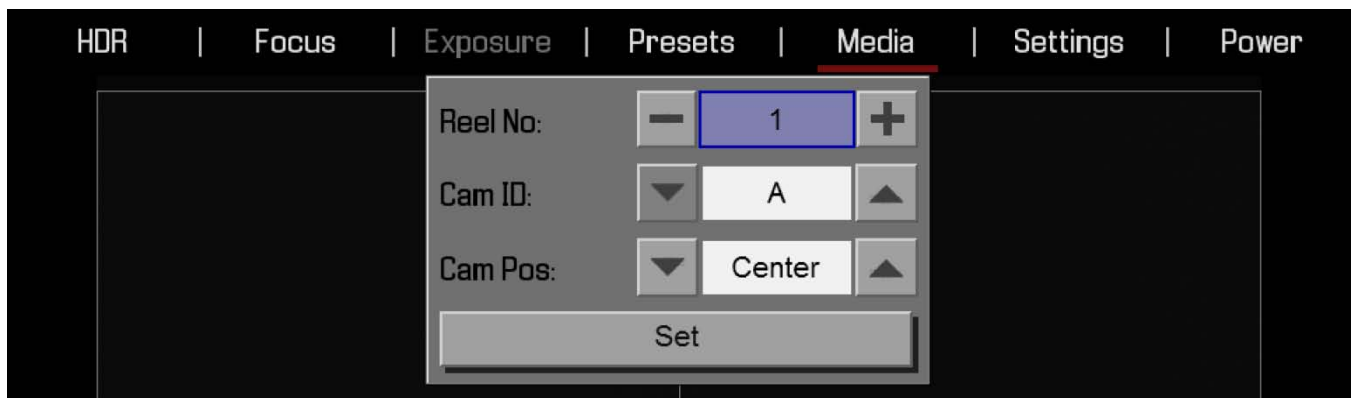 HDR | Focus | Exposure | Presets | Media | Settings | Power
Reel No: 1
Cam ID: A
Cam Pos: Center
Set